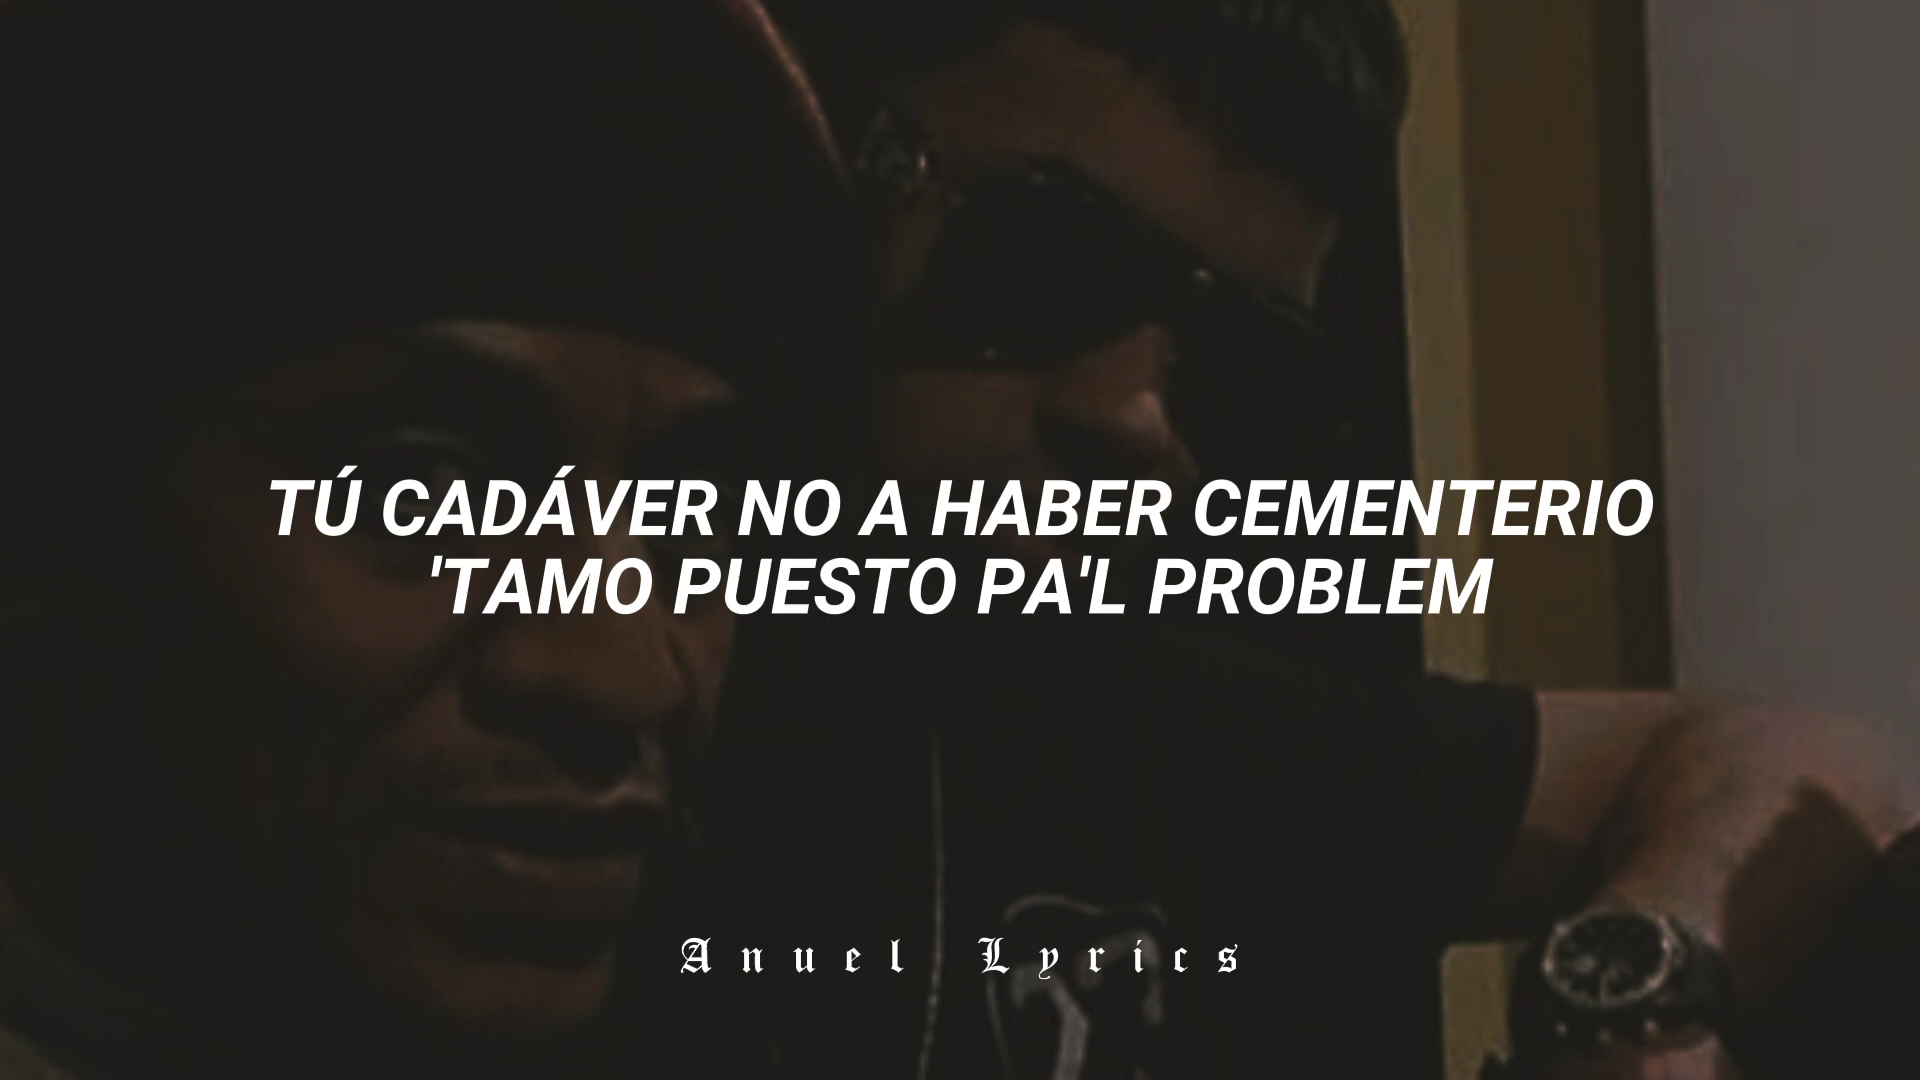 TÚ CADÁVER NO A HABER CEMENTERIO
'TAMO PUESTO PA'L PROBLEM
Anuel Lyrics